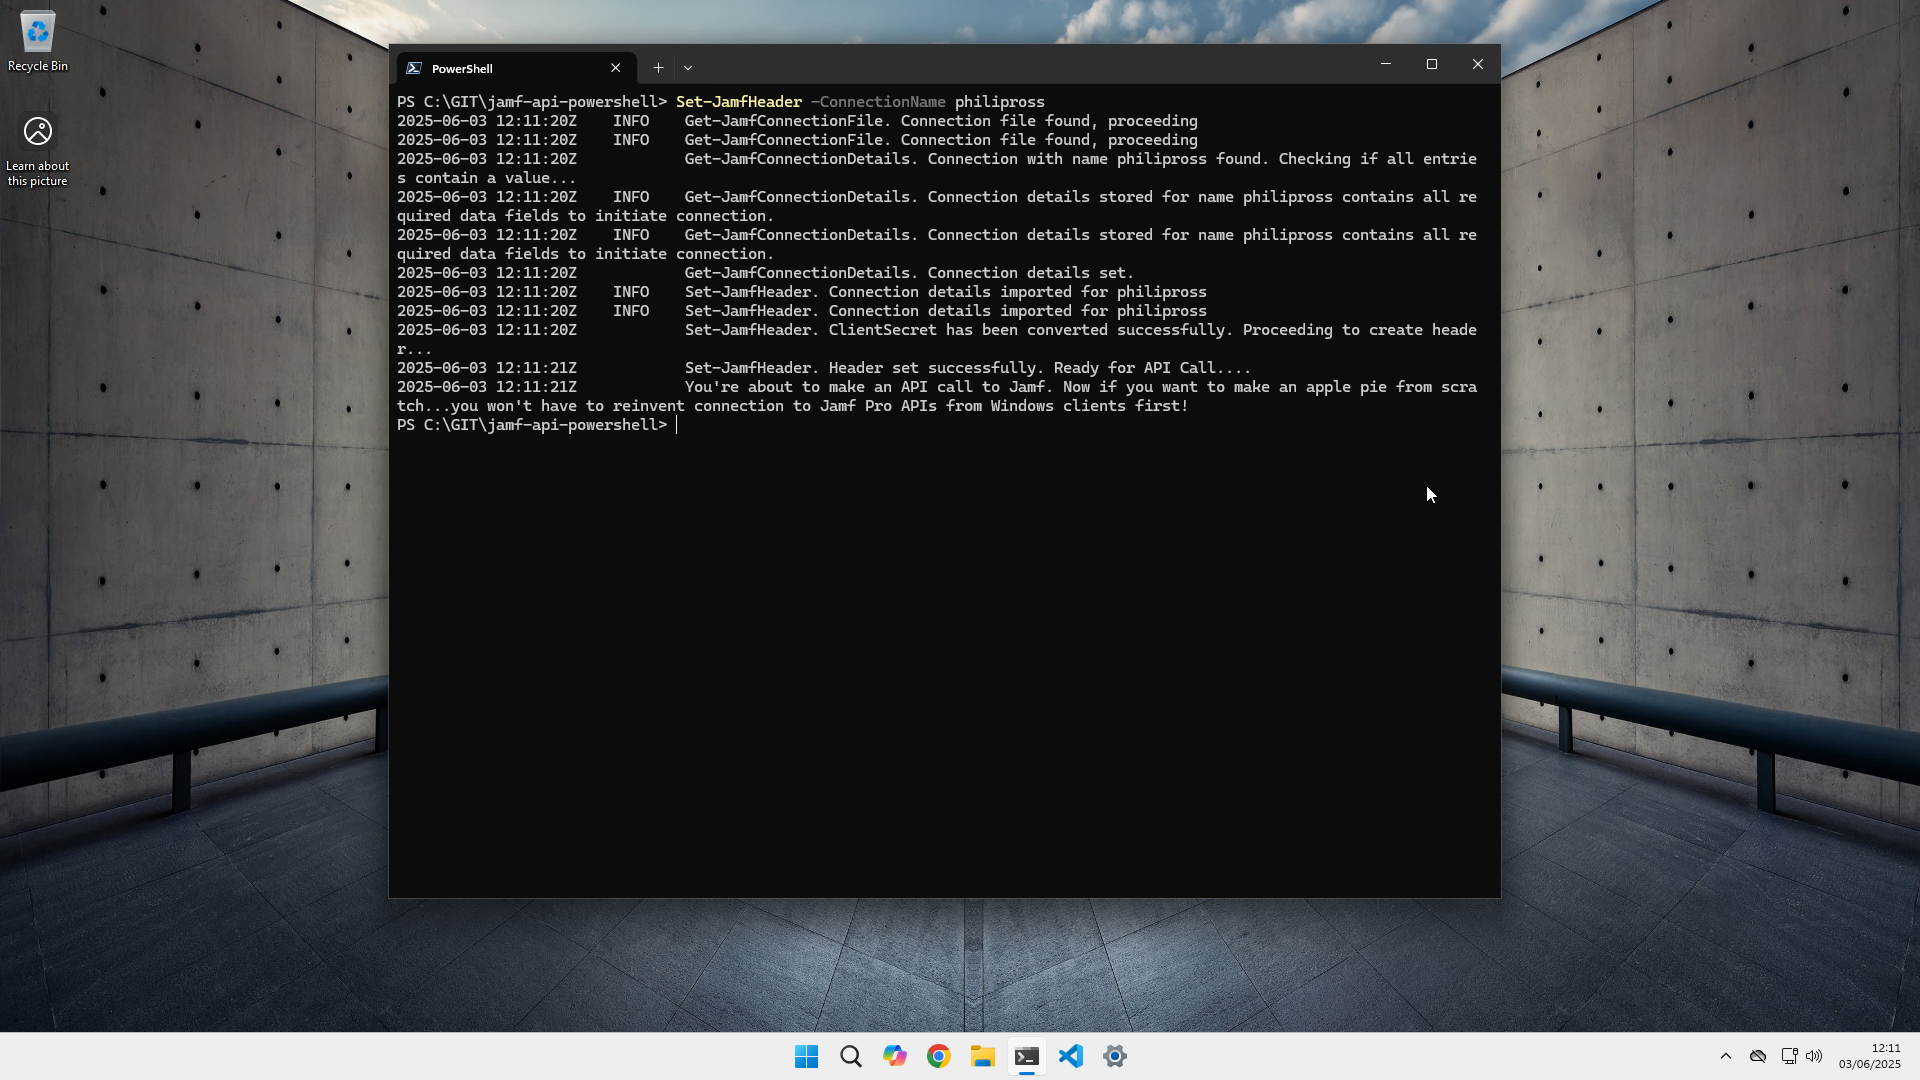 Recycle Bin
Learn about
this picture
PowerShell
PS C:\GIT\jamf-api-powershell> Set-JamfHeader -ConnectionName philipross
2025-06-03 12:11:20Z    INFO    Get-JamfConnectionFile. Connection file found, proceeding
2025-06-03 12:11:20Z    INFO    Get-JamfConnectionFile. Connection file found, proceeding
2025-06-03 12:11:20Z            Get-JamfConnectionDetails. Connection with name philipross found. Checking if all entrie
s contain a value...
2025-06-03 12:11:20Z    INFO    Get-JamfConnectionDetails. Connection details stored for name philipross contains all re
quired data fields to initiate connection.
2025-06-03 12:11:20Z    INFO    Get-JamfConnectionDetails. Connection details stored for name philipross contains all re
quired data fields to initiate connection.
2025-06-03 12:11:20Z            Get-JamfConnectionDetails. Connection details set.
2025-06-03 12:11:20Z    INFO    Set-JamfHeader. Connection details imported for philipross
2025-06-03 12:11:20Z    INFO    Set-JamfHeader. Connection details imported for philipross
2025-06-03 12:11:20Z            Set-JamfHeader. ClientSecret has been converted successfully. Proceeding to create heade
r...
2025-06-03 12:11:21Z            Set-JamfHeader. Header set successfully. Ready for API Call....
2025-06-03 12:11:21Z            You're about to make an API call to Jamf. Now if you want to make an apple pie from scra
tch...you won't have to reinvent connection to Jamf Pro APIs from Windows clients first!
PS C:\GIT\jamf-api-powershell>
12:11
03/06/2025